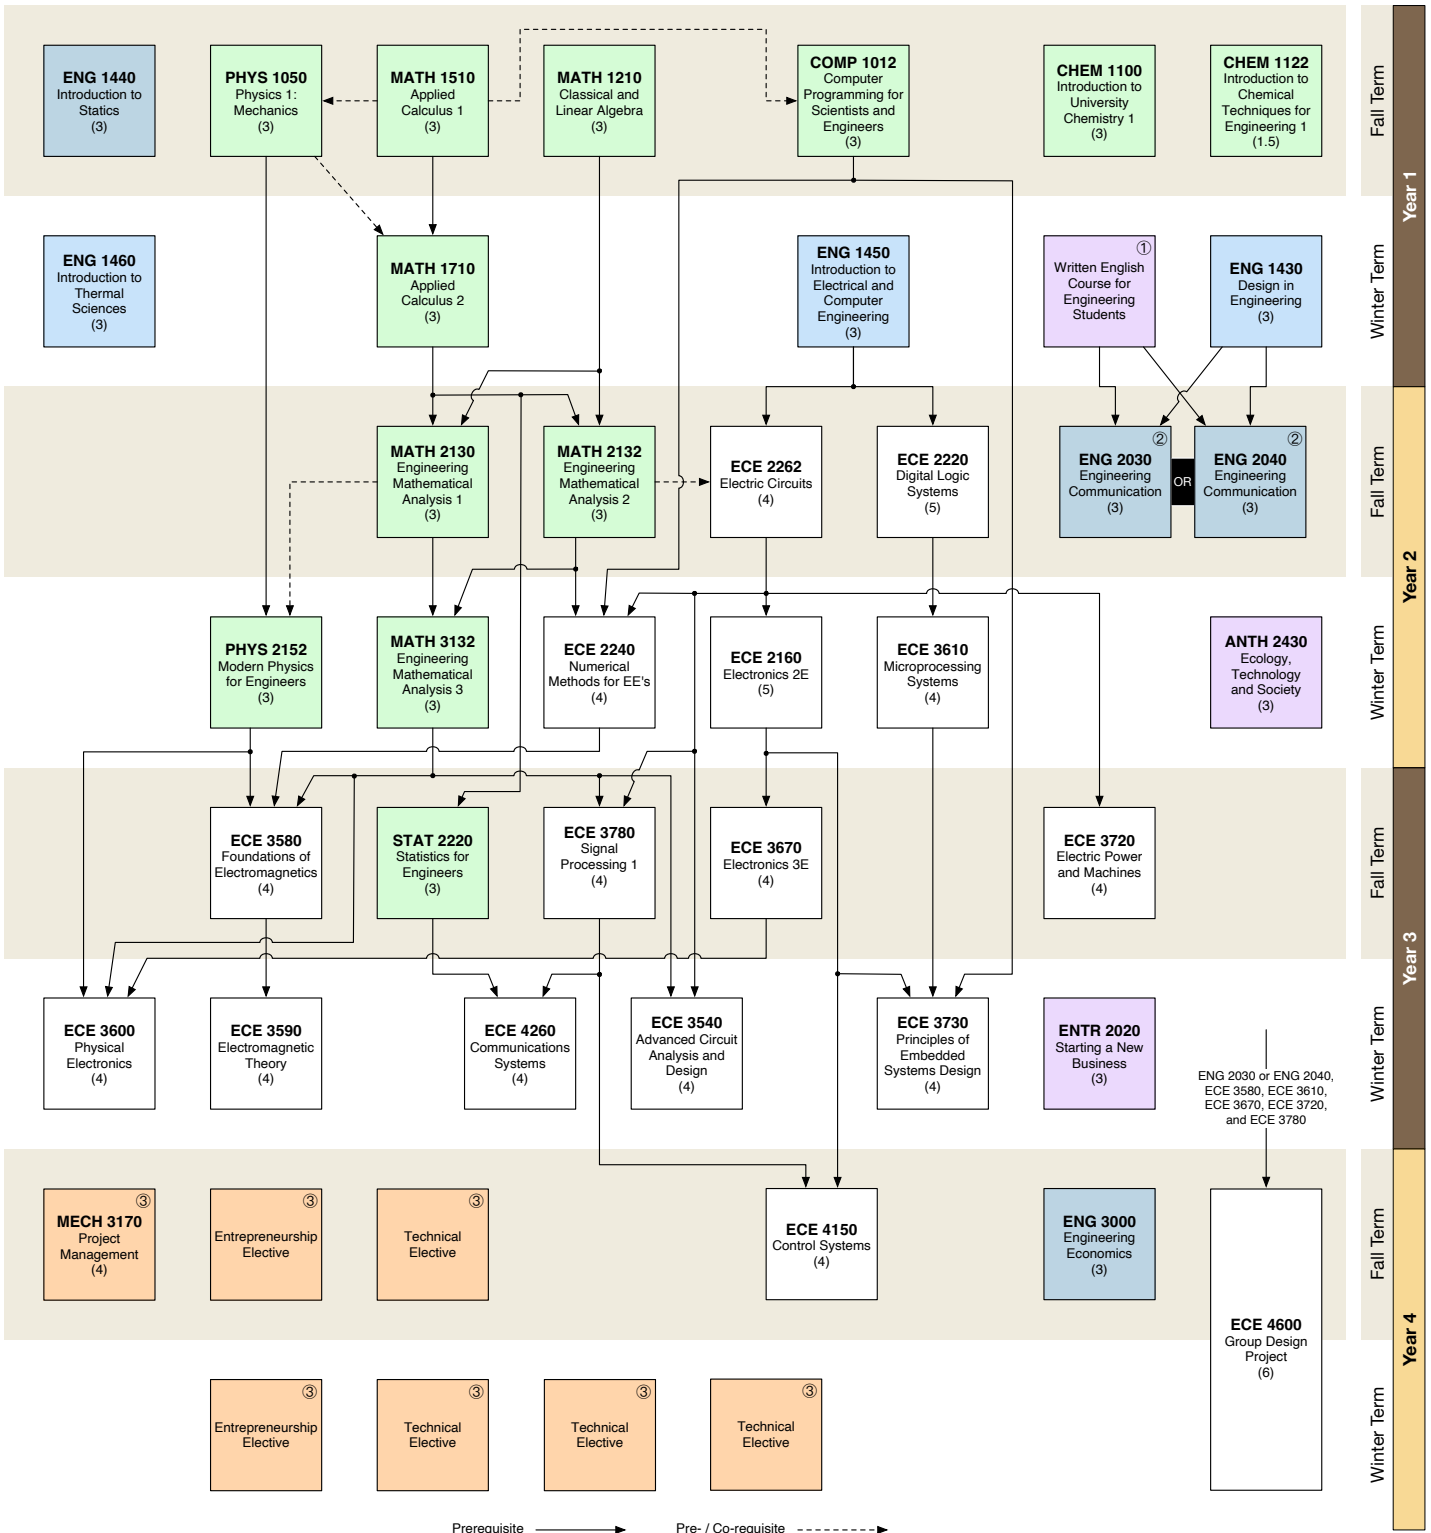 ENG 1440
Introduction to
Statics
(3)
PHYS 1050
Physics 1:
Mechanics
(3)
MATH 1510
Applied
Calculus 1
(3)
MATH 1210
Classical and
Linear Algebra
(3)
COMP 1012
Computer
Programming for
Scientists and
Engineers
(3)
CHEM 1100
Introduction to
University
Chemistry 1
(3)
CHEM 1122
Introduction to
Chemical
Techniques for
Engineering 1
(1.5)
Fall Term
Year 1
ENG 1460
Introduction to
Thermal
Sciences
(3)
MATH 1710
Applied
Calculus 2
(3)
ENG 1450
Introduction to
Electrical and
Computer
Engineering
(3)
①
Written English
Course for
Engineering
Students
ENG 1430
Design in
Engineering
(3)
Winter Term
MATH 2130
Engineering
Mathematical
Analysis 1
(3)
MATH 2132
Engineering
Mathematical
Analysis 2
(3)
ECE 2262
Electric Circuits
(4)
ECE 2220
Digital Logic
Systems
(5)
②
ENG 2030
Engineering
Communication
(3)
OR
②
ENG 2040
Engineering
Communication
(3)
Fall Term
Year 2
PHYS 2152
Modern Physics
for Engineers
(3)
MATH 3132
Engineering
Mathematical
Analysis 3
(3)
ECE 2240
Numerical
Methods for EE's
(4)
ECE 2160
Electronics 2E
(5)
ECE 3610
Microprocessing
Systems
(4)
ANTH 2430
Ecology,
Technology
and Society
(3)
Winter Term
ECE 3580
Foundations of
Electromagnetics
(4)
STAT 2220
Statistics for
Engineers
(3)
ECE 3780
Signal
Processing 1
(4)
ECE 3670
Electronics 3E
(4)
ECE 3720
Electric Power
and Machines
(4)
Fall Term
Year 3
ECE 3600
Physical
Electronics
(4)
ECE 3590
Electromagnetic
Theory
(4)
ECE 4260
Communications
Systems
(4)
ECE 3540
Advanced Circuit
Analysis and
Design
(4)
ECE 3730
Principles of
Embedded
Systems Design
(4)
ENTR 2020
Starting a New
Business
(3)
ENG 2030 or ENG 2040,
ECE 3580, ECE 3610,
ECE 3670, ECE 3720,
and ECE 3780
Winter Term
③
MECH 3170
Project
Management
(4)
③
Entrepreneurship
Elective
③
Technical
Elective
ECE 4150
Control Systems
(4)
ENG 3000
Engineering
Economics
(3)
ECE 4600
Group Design
Project
(6)
Fall Term
Year 4
③
Entrepreneurship
Elective
③
Technical
Elective
③
Technical
Elective
③
Technical
Elective
Winter Term
Prerequisite
Pre- / Co-requisite